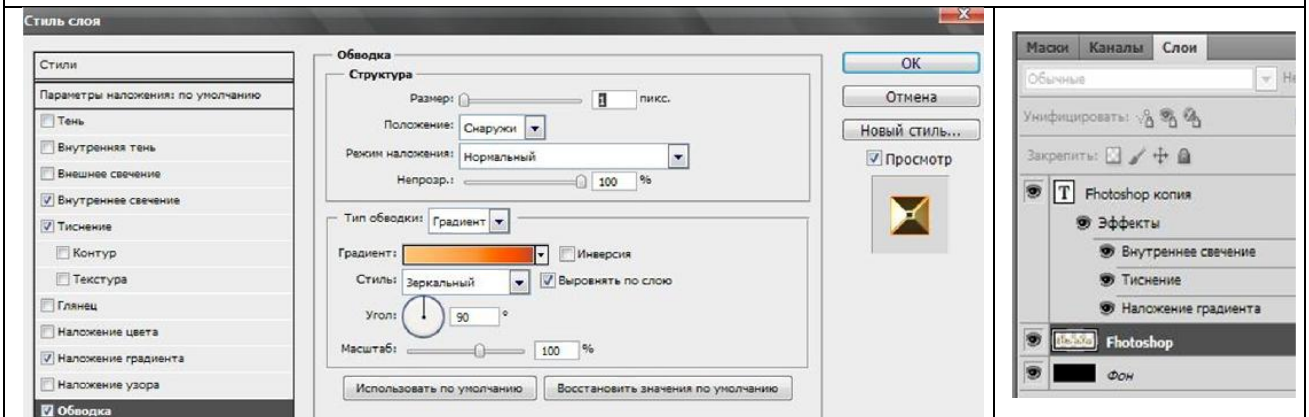 Стиль слоя
Стили
Параметры наложения: по умолчанию
Тень
Внутренняя тень
Внешнее свечение
Внутреннее свечение
Тиснение
Контур
Текстура
Глянец
Наложение цвета
Наложение градиента
Наложение узора
Обводка
Обводка
Структура
Размер: пикс.
Положение: Снаружи
Режим наложения: Нормальный
Непрозр.: 100 %
Тип обводки: Градиент
Градиент: Инверсия
Стиль: Зеркальный Выровнять по слою
Угол: 90 °
Масштаб: 100 %
Использовать по умолчанию Восстановить значения по умолчанию
OK
Отмена
Новый стиль...
Просмотр
Маски Каналы Слои
Обычные
Унифицировать:
Закрепить:
T Fhotoshop копия
Эффекты
Внутреннее свечение
Тиснение
Наложение градиента
Fhotoshop
Фон